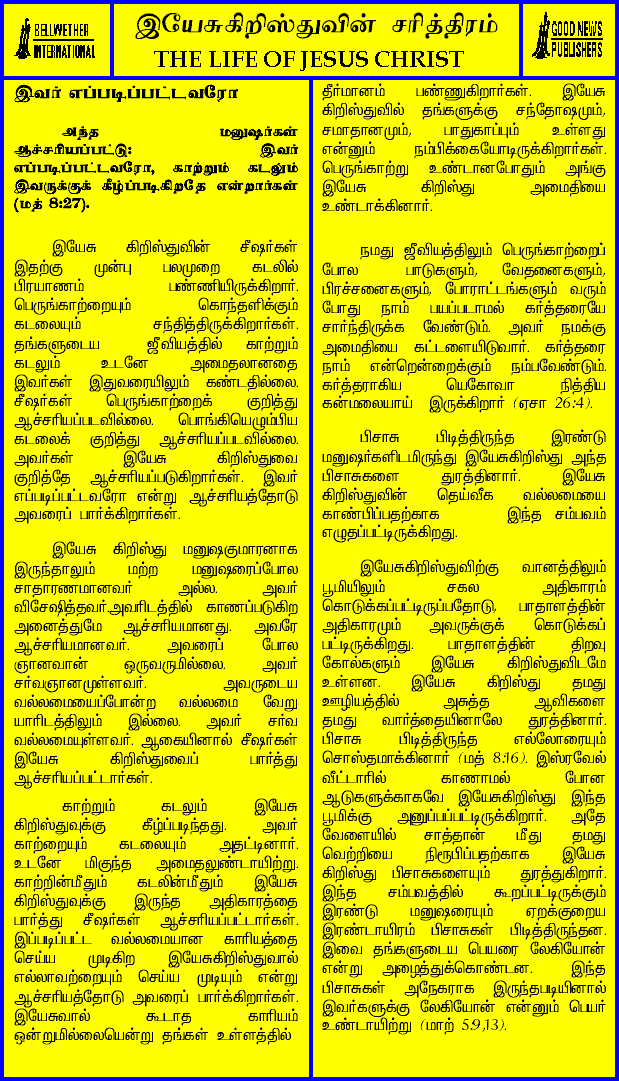 BELLWETHER
INTERNATIONAL
இயேசுகிறிஸ்துவின் சரித்திரம்
THE LIFE OF JESUS CHRIST
GOOD NEWS
PUBLISHERS
இவர் எப்படிப்பட்டவரோ
அந்த மனுஷர்கள்
ஆச்சரியப்பட்டு: இவர்
எப்படிப்பட்டவரோ, காற்றும் கடலும்
இவருக்குக் கீழ்ப்படிகிறதே என்றார்கள்
(மத் 8:27).
இயேசு கிறிஸ்துவின் சீஷர்கள்
இதற்கு முன்பு பலமுறை கடலில்
பிரயாணம் பண்ணியிருக்கிறார்.
பெருங்காற்றையும் கொந்தளிக்கும்
கடலையும் சந்தித்திருக்கிறார்கள்.
தங்களுடைய ஜீவியத்தில் காற்றும்
கடலும் உடனே அமைதலானதை
இவர்கள் இதுவரையிலும் கண்டதில்லை.
சீஷர்கள் பெருங்காற்றைக் குறித்து
ஆச்சரியப்படவில்லை. பொங்கியெழும்பிய
கடலைக் குறித்து ஆச்சரியப்படவில்லை.
அவர்கள் இயேசு கிறிஸ்துவை
குறித்தே ஆச்சரியப்படுகிறார்கள். இவர்
எப்படிப்பட்டவரோ என்று ஆச்சரியத்தோடு
அவரைப் பார்க்கிறார்கள்.
இயேசு கிறிஸ்து மனுஷகுமாரனாக
இருந்தாலும் மற்ற மனுஷரைப்போல
சாதாரணமானவர் அல்ல. அவர்
விசேஷித்தவர்.அவரிடத்தில் காணப்படுகிற
அனைத்துமே ஆச்சரியமானது. அவரே
ஆச்சரியமானவர். அவரைப் போல
ஞானவான் ஒருவருமில்லை. அவர்
சர்வஞானமுள்ளவர். அவருடைய
வல்லமையைப்போன்ற வல்லமை வேறு
யாரிடத்திலும் இல்லை. அவர் சர்வ
வல்லமையுள்ளவர். ஆகையினால் சீஷர்கள்
இயேசு கிறிஸ்துவைப் பார்த்து
ஆச்சரியப்பட்டார்கள்.
காற்றும் கடலும் இயேசு
கிறிஸ்துவுக்கு கீழ்ப்படிந்தது. அவர்
காற்றையும் கடலையும் அதட்டினார்.
உடனே மிகுந்த அமைதலுண்டாயிற்று.
காற்றின்மீதும் கடலின்மீதும் இயேசு
கிறிஸ்துவுக்கு இருந்த அதிகாரத்தை
பார்த்து சீஷர்கள் ஆச்சரியப்பட்டார்கள்.
இப்படிப்பட்ட வல்லமையான காரியத்தை
செய்ய முடிகிற இயேசுகிறிஸ்துவால்
எல்லாவற்றையும் செய்ய முடியும் என்று
ஆச்சரியத்தோடு அவரைப் பார்க்கிறார்கள்.
இயேசுவால் கூடாத காரியம்
ஒன்றுமில்லையென்று தங்கள் உள்ளத்தில்
தீர்மானம் பண்ணுகிறார்கள். இயேசு
கிறிஸ்துவில் தங்களுக்கு சந்தோஷமும்,
சமாதானமும், பாதுகாப்பும் உள்ளது
என்னும் நம்பிக்கையோடிருக்கிறார்கள்.
பெருங்காற்று உண்டானபோதும் அங்கு
இயேசு கிறிஸ்து அமைதியை
உண்டாக்கினார்.
நமது ஜீவியத்திலும் பெருங்காற்றைப்
போல பாடுகளும், வேதனைகளும்,
பிரச்சனைகளும், போராட்டங்களும் வரும்
போது நாம் பயப்படாமல் கர்த்தரையே
சார்ந்திருக்க வேண்டும். அவர் நமக்கு
அமைதியை கட்டளையிடுவார். கர்த்தரை
நாம் என்றென்றைக்கும் நம்பவேண்டும்.
கர்த்தராகிய யெகோவா நித்திய
கன்மலையாய் இருக்கிறார் (ஏசா 26:4).
பிசாசு பிடித்திருந்த இரண்டு
மனுஷர்களிடமிருந்து இயேசுகிறிஸ்து அந்த
பிசாசுகளை துரத்தினார். இயேசு
கிறிஸ்துவின் தெய்வீக வல்லமையை
காண்பிப்பதற்காக இந்த சம்பவம்
எழுதப்பட்டிருக்கிறது.
இயேசுகிறிஸ்துவிற்கு வானத்திலும்
பூமியிலும் சகல அதிகாரம்
கொடுக்கப்பட்டிருப்பதோடு, பாதாளத்தின்
அதிகாரமும் அவருக்குக் கொடுக்கப்
பட்டிருக்கிறது. பாதாளத்தின் திறவு
கோல்களும் இயேசு கிறிஸ்துவிடமே
உள்ளன. இயேசு கிறிஸ்து தமது
ஊழியத்தில் அசுத்த ஆவிகளை
தமது வார்த்தையினாலே துரத்தினார்.
பிசாசு பிடித்திருந்த எல்லோரையும்
சொஸ்தமாக்கினார் (மத் 8:16). இஸ்ரவேல்
வீட்டாரில் காணாமல் போன
ஆடுகளுக்காகவே இயேசுகிறிஸ்து இந்த
பூமிக்கு அனுப்பப்பட்டிருக்கிறார். அதே
வேளையில் சாத்தான் மீது தமது
வெற்றியை நிரூபிப்பதற்காக இயேசு
கிறிஸ்து பிசாசுகளையும் துரத்துகிறார்.
இந்த சம்பவத்தில் கூறப்பட்டிருக்கும்
இரண்டு மனுஷரையும் ஏறக்குறைய
இரண்டாயிரம் பிசாசுகள் பிடித்திருந்தன.
இவை தங்களுடைய பெயரை லேகியோன்
என்று அழைத்துக்கொண்டன. இந்த
பிசாசுகள் அநேகராக இருந்தபடியினால்
இவர்களுக்கு லேகியோன் என்னும் பெயர்
உண்டாயிற்று (மாற் 5:9,13).